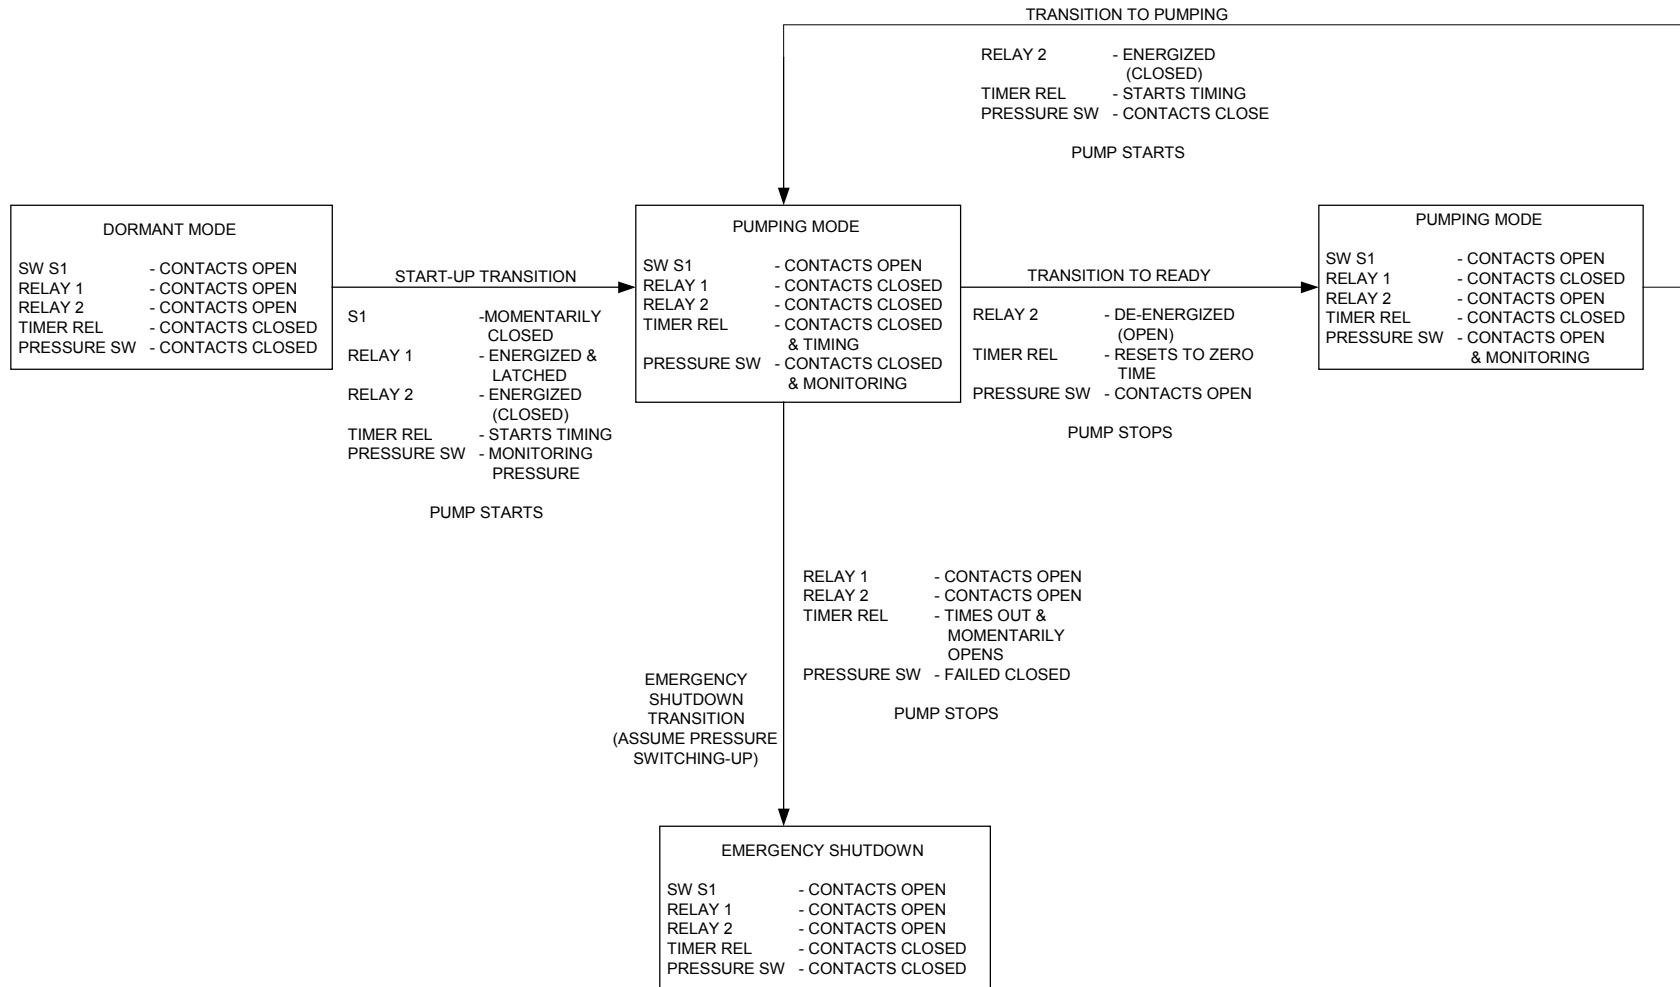 TRANSITION TO PUMPING
RELAY 2 - ENERGIZED
(CLOSED)
TIMER REL - STARTS TIMING
PRESSURE SW - CONTACTS CLOSE
PUMP STARTS
DORMANT MODE
SW S1 - CONTACTS OPEN
RELAY 1 - CONTACTS OPEN
RELAY 2 - CONTACTS OPEN
TIMER REL - CONTACTS CLOSED
PRESSURE SW - CONTACTS CLOSED
START-UP TRANSITION
S1 -MOMENTARILY
CLOSED
RELAY 1 - ENERGIZED &
LATCHED
RELAY 2 - ENERGIZED
(CLOSED)
TIMER REL - STARTS TIMING
PRESSURE SW - MONITORING
PRESSURE
PUMP STARTS
PUMPING MODE
SW S1 - CONTACTS OPEN
RELAY 1 - CONTACTS CLOSED
RELAY 2 - CONTACTS CLOSED
TIMER REL - CONTACTS CLOSED
& TIMING
PRESSURE SW - CONTACTS CLOSED
& MONITORING
TRANSITION TO READY
RELAY 2 - DE-ENERGIZED
(OPEN)
TIMER REL - RESETS TO ZERO
TIME
PRESSURE SW - CONTACTS OPEN
PUMP STOPS
PUMPING MODE
SW S1 - CONTACTS OPEN
RELAY 1 - CONTACTS CLOSED
RELAY 2 - CONTACTS OPEN
TIMER REL - CONTACTS CLOSED
PRESSURE SW - CONTACTS OPEN
& MONITORING
RELAY 1 - CONTACTS OPEN
RELAY 2 - CONTACTS OPEN
TIMER REL - TIMES OUT &
MOMENTARILY
OPENS
PRESSURE SW - FAILED CLOSED
PUMP STOPS
EMERGENCY
SHUTDOWN
TRANSITION
(ASSUME PRESSURE
SWITCHING-UP)
EMERGENCY SHUTDOWN
SW S1 - CONTACTS OPEN
RELAY 1 - CONTACTS OPEN
RELAY 2 - CONTACTS OPEN
TIMER REL - CONTACTS CLOSED
PRESSURE SW - CONTACTS CLOSED